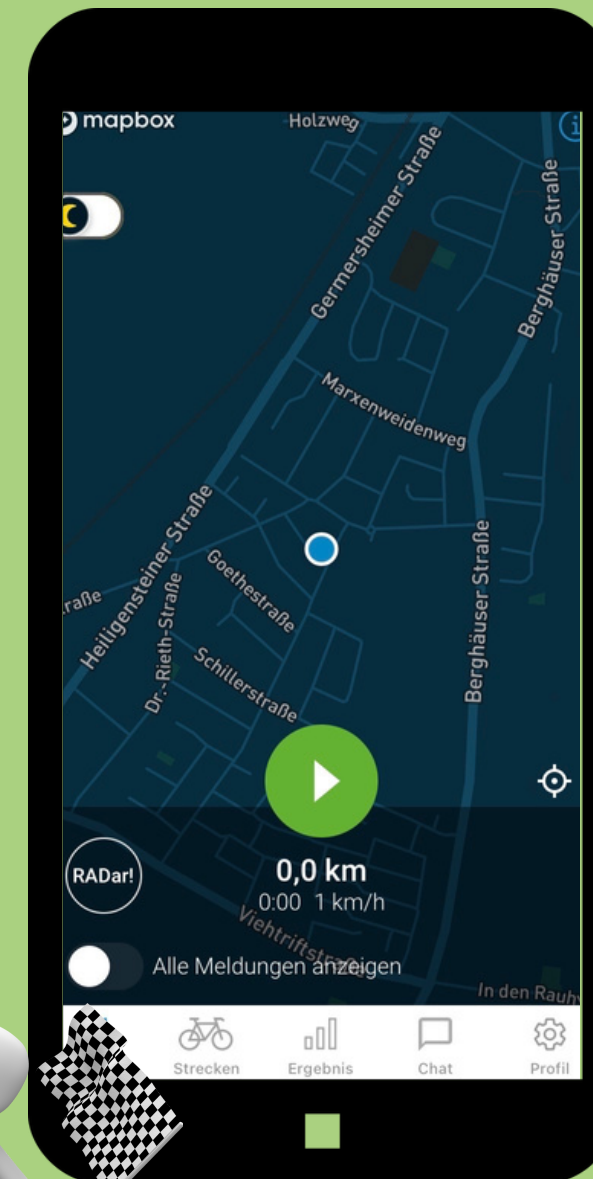 mapbox
Holzweg
Germersheimer Straße
Berghäuser Straße
Marxenweidenweg
Heiligensteiner Straße
raße
Goethestraße
Dr.-Rieth-Straße
Schillerstraße
Berghäuser Straße
RADar!
0,0 km
0:00 1 km/h
Viehtriftstraße
Alle Meldungen anzeigen
In den Rauh
Strecken
Ergebnis
Chat
Profil